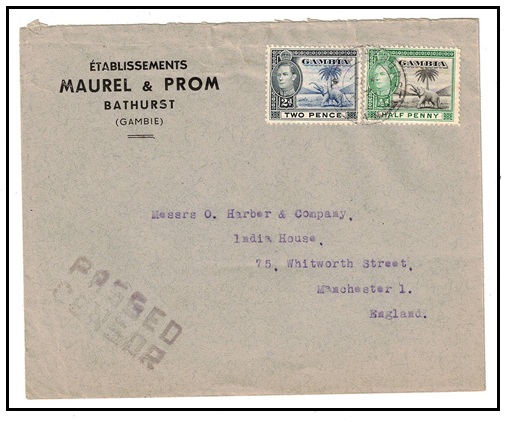 ÉTABLISSEMENTS
MAUREL & PROM
BATHURST
(GAMBIE)
GAMBIA
2d
TWO PENCE
GAMBIA
HALF PENNY
Messrs O. Harber & Company,
India House,
75, Whitworth Street,
Manchester 1.
England.
PASSED
CENSOR